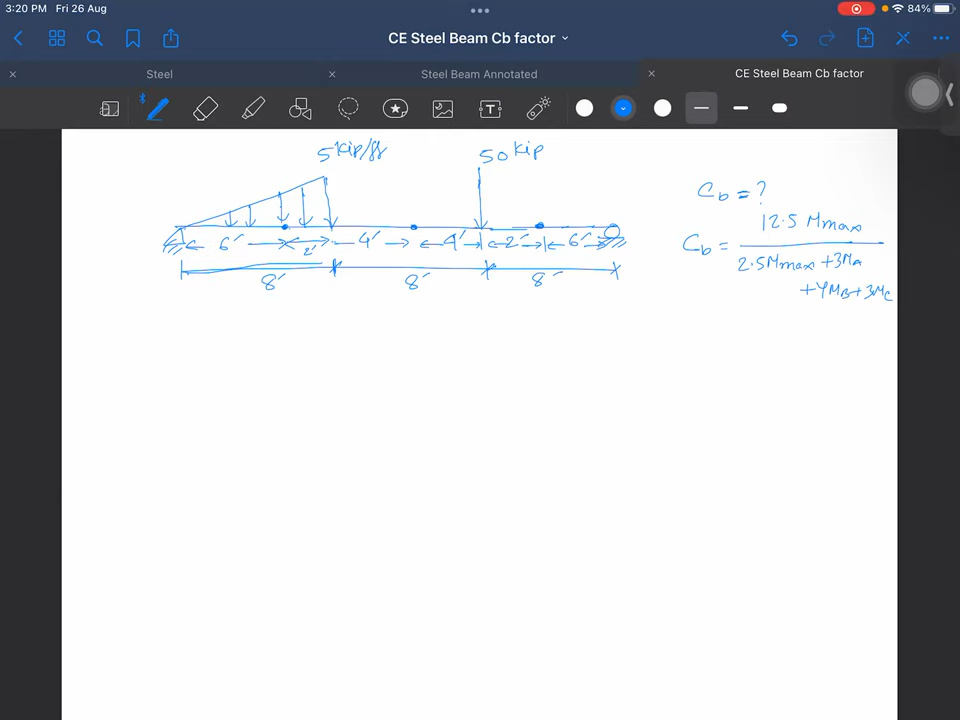 3:20 PM Fri 26 Aug 84%
CE Steel Beam Cb factor
Steel Steel Beam Annotated CE Steel Beam Cb factor
5 kip/ft 50 kip
Cb = ?
Cb = 12.5 Mmax
2.5Mmax + 3MA
+ 4MB + 3MC
6' 2' 4' 4' 2' 6'
8' 8' 8'